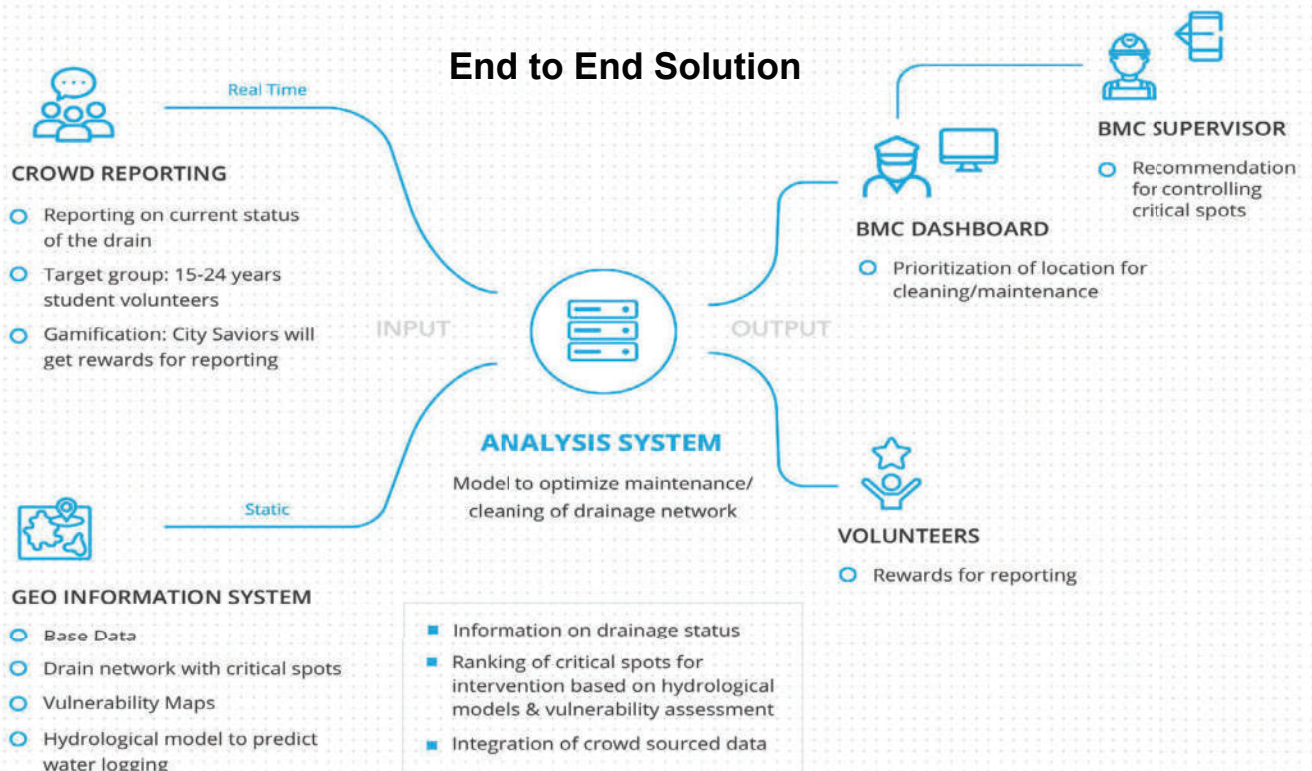 End to End Solution
Real Time
CROWD REPORTING
Reporting on current status
of the drain
Target group: 15-24 years
student volunteers
Gamification: City Saviors will
get rewards for reporting
INPUT
Static
GEO INFORMATION SYSTEM
Base Data
Drain network with critical spots
Vulnerability Maps
Hydrological model to predict
water logging
ANALYSIS SYSTEM
Model to optimize maintenance/
cleaning of drainage network
Information on drainage status
Ranking of critical spots for
intervention based on hydrological
models & vulnerability assessment
Integration of crowd sourced data
OUTPUT
BMC DASHBOARD
Prioritization of location for
cleaning/maintenance
BMC SUPERVISOR
Recommendation
for controlling
critical spots
VOLUNTEERS
Rewards for reporting